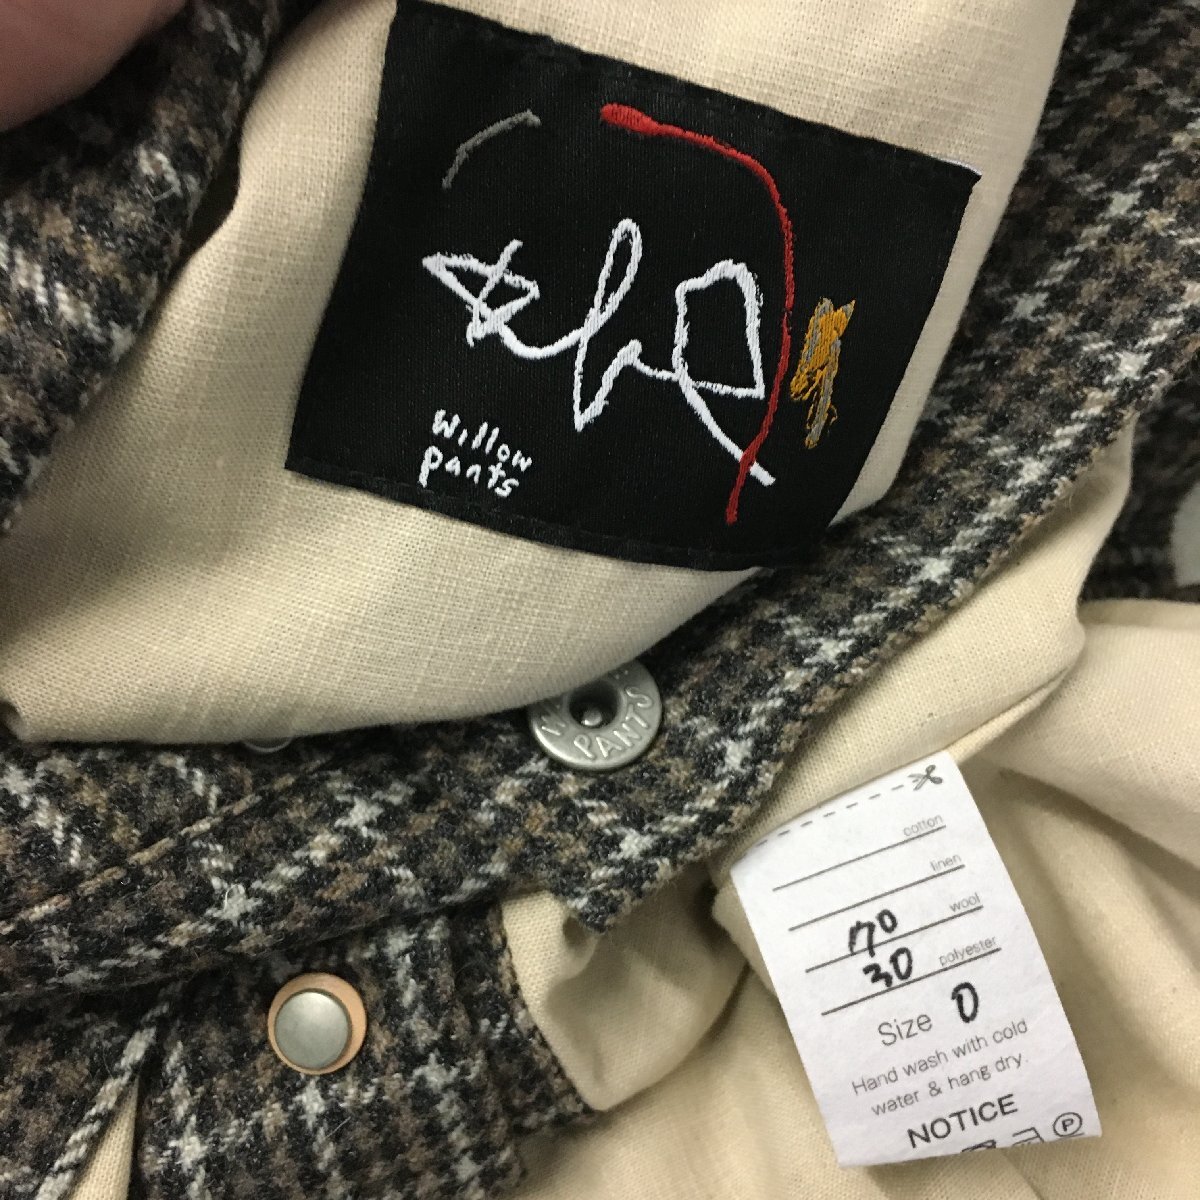 willow
pants
PANTS
cotton
linen
70 wool
30 polyester
Size 0
Hand wash with cold
water & hang dry.
NOTICE
P